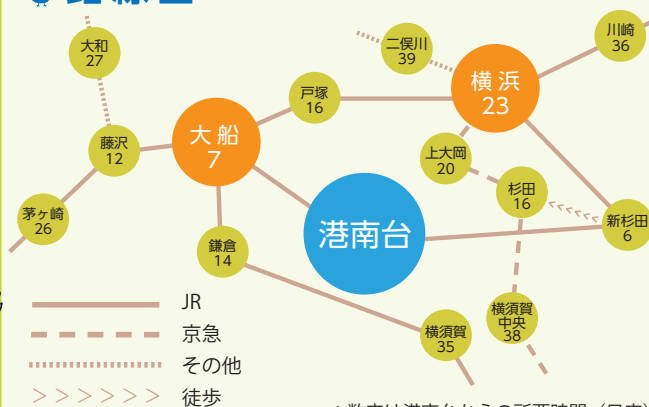 路線図
大和
27
二俣川
39
川崎
36
横浜
23
戸塚
16
大船
7
藤沢
12
上大岡
20
杉田
16
茅ヶ崎
26
港南台
新杉田
6
鎌倉
14
横須賀
中央
38
横須賀
35
JR
京急
その他
徒歩